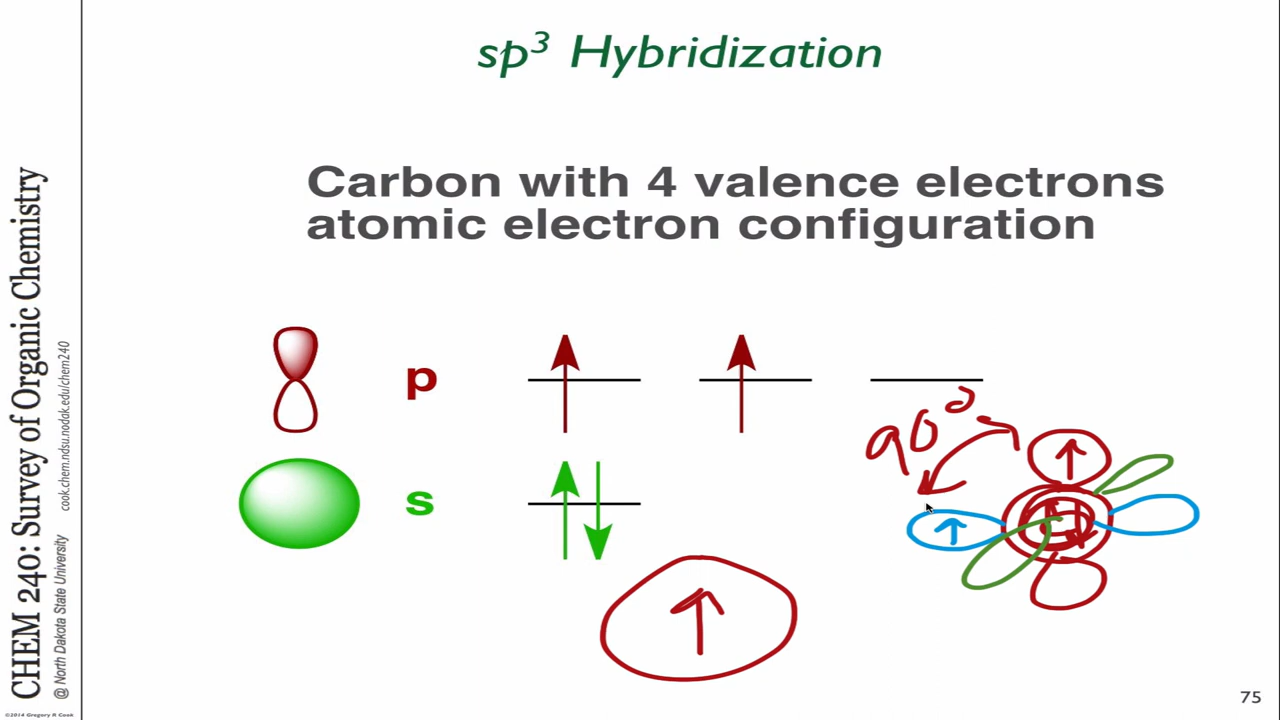 sp³ Hybridization
Carbon with 4 valence electrons
atomic electron configuration
p
s
90°
CHEM 240: Survey of Organic Chemistry
cook.chem.ndsu.nodak.edu/chem240
@ North Dakota State University
©2014 Gregory R Cook
75